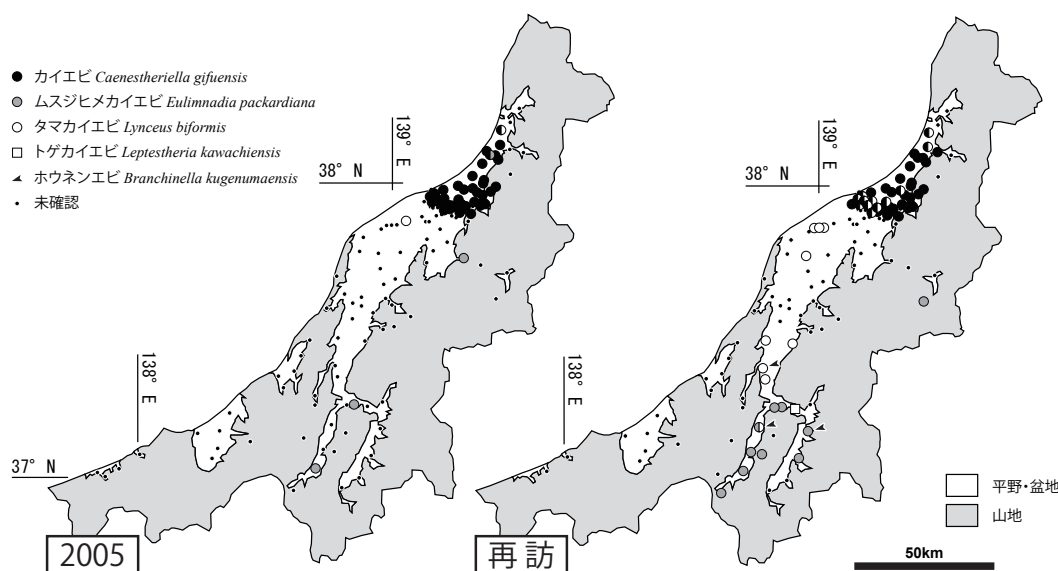 カイエビ Caenestheriella gifuensis
ムスジヒメカイエビ Eulimnadia packardiana
タマカイエビ Lynceus biformis
トゲカイエビ Leptestheria kawachiensis
ホウネンエビ Branchinella kugenumaensis
未確認
139° E
38° N
138° E
37° N
2005
139° E
38° N
138° E
再 訪
平野・盆地
山地
50km